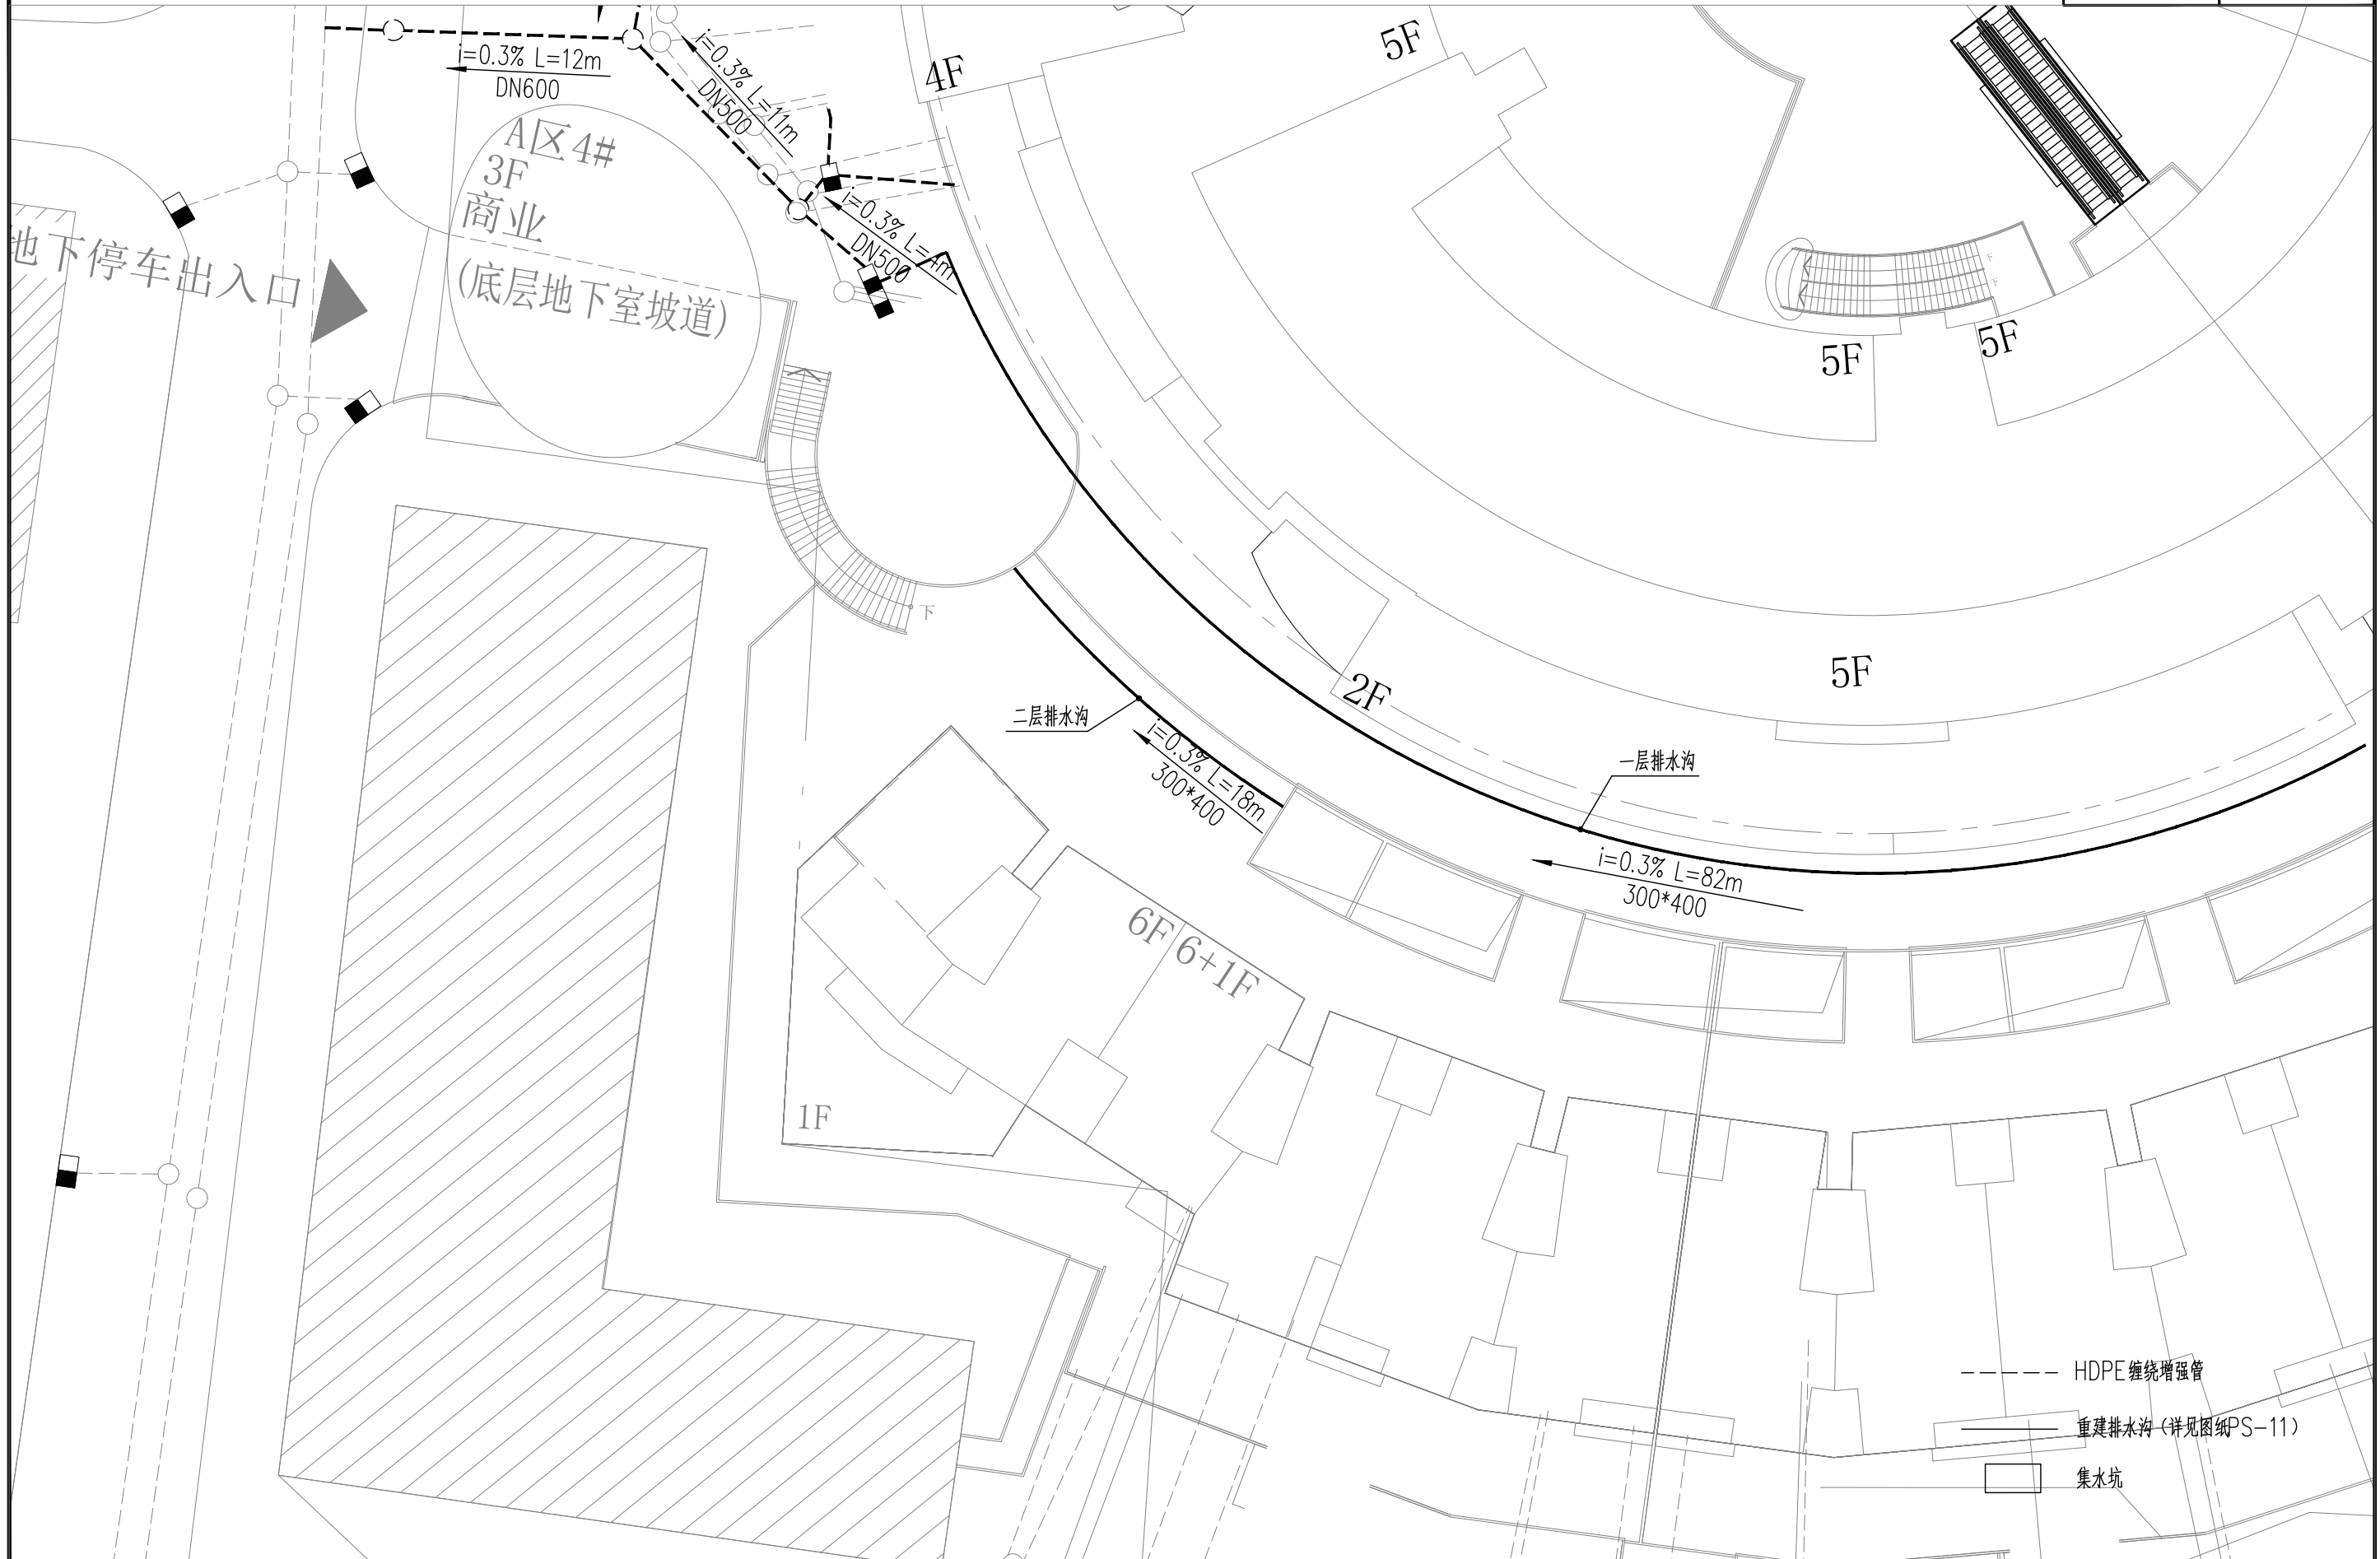 i=0.3% L=12m
DN600
i=0.3% L=11m
DN500
4F
5F
A区4#
3F
商业
(底层地下室坡道)
地下停车出入口
i=0.3% L=4m
DN500
下
下
5F
5F
下
5F
2F
二层排水沟
i=0.3% L=18m
300*400
一层排水沟
i=0.3% L=82m
300*400
6F
6+1F
1F
HDPE缠绕增强管
重建排水沟（详见图纸PS-11）
集水坑